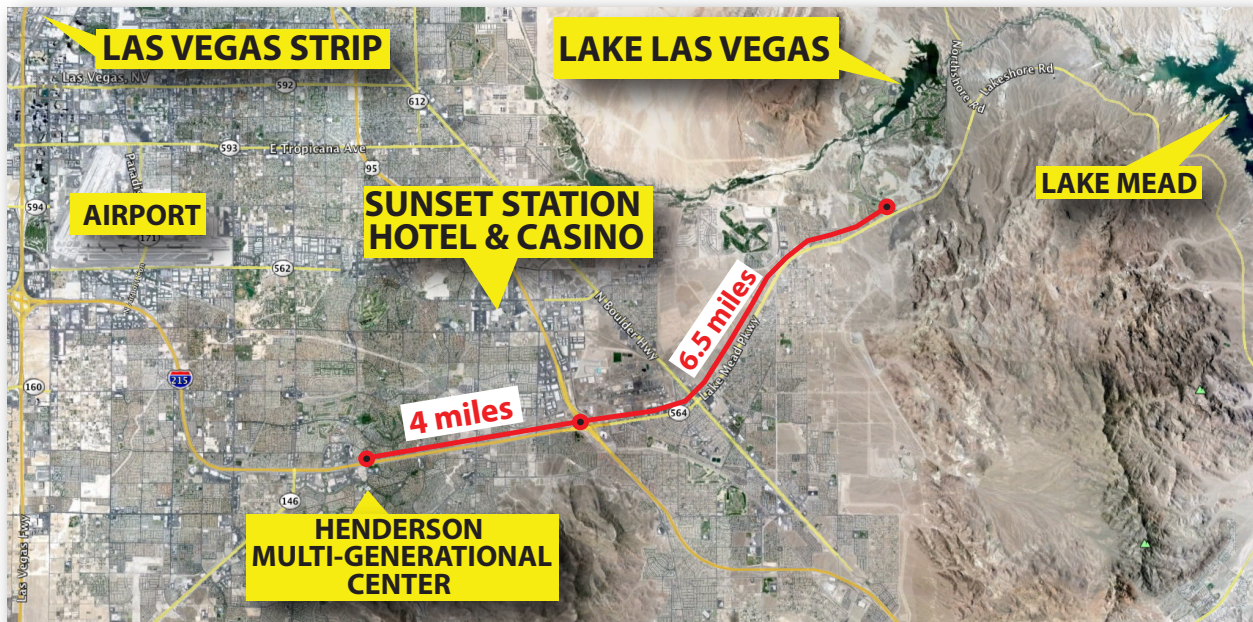 LAS VEGAS STRIP
LAKE LAS VEGAS
Las Vegas, NV
592
612
Northshore Rd
Lakeshore Rd
593
E Tropicana Ave
95
LAKE MEAD
594
AIRPORT
171
SUNSET STATION
HOTEL & CASINO
562
N Boulder Hwy
6.5 miles
Lake Mead Pkwy
215
160
4 miles
564
146
HENDERSON
MULTI-GENERATIONAL
CENTER
Las Vegas Fwy